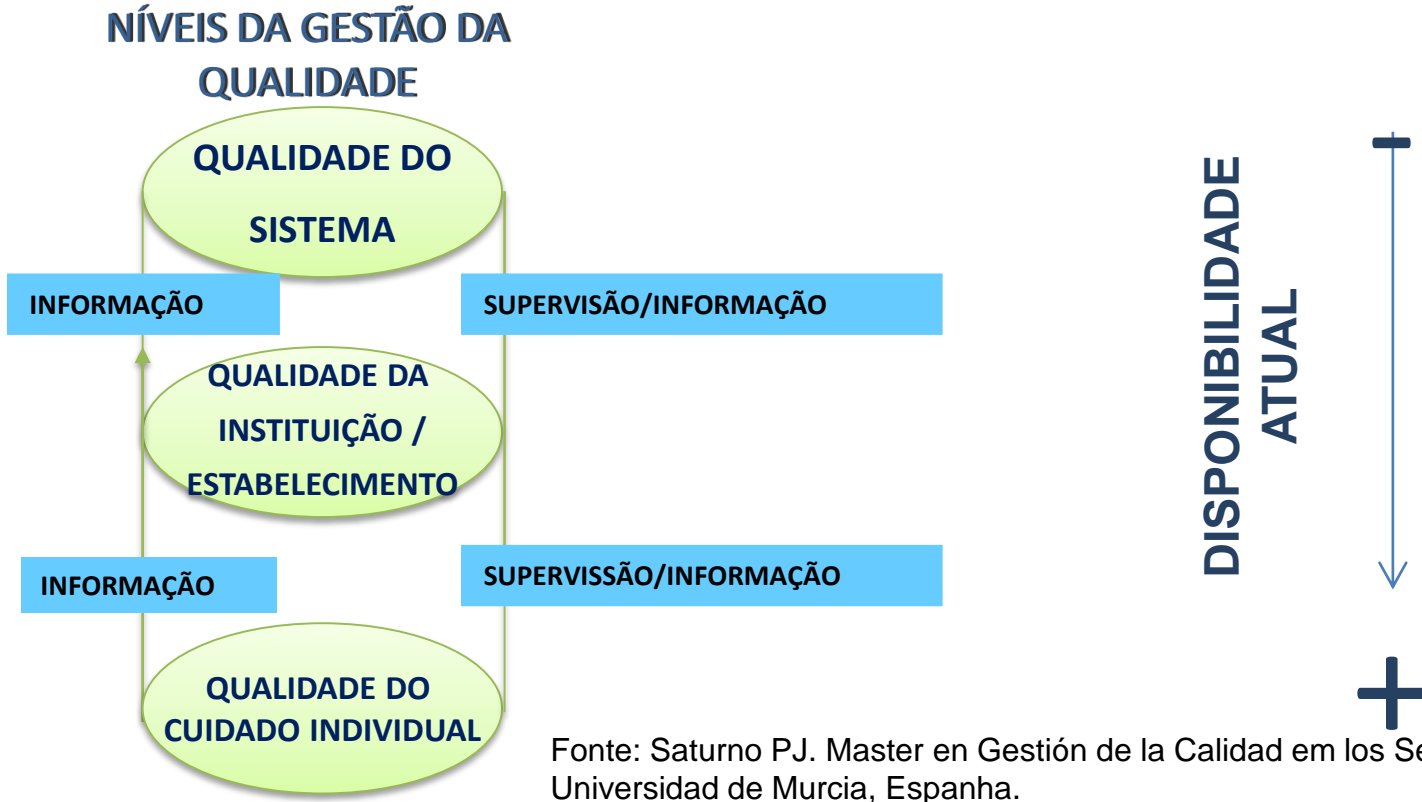 NÍVEIS DA GESTÃO DA
QUALIDADE
QUALIDADE DO
SISTEMA
INFORMAÇÃO
SUPERVISÃO/INFORMAÇÃO
QUALIDADE DA
INSTITUIÇÃO /
ESTABELECIMENTO
INFORMAÇÃO
SUPERVISSÃO/INFORMAÇÃO
QUALIDADE DO
CUIDADO INDIVIDUAL
DISPONIBILIDADE
ATUAL
-
+
Fonte: Saturno PJ. Master en Gestión de la Calidad em los
Universidad de Murcia, Espanha.